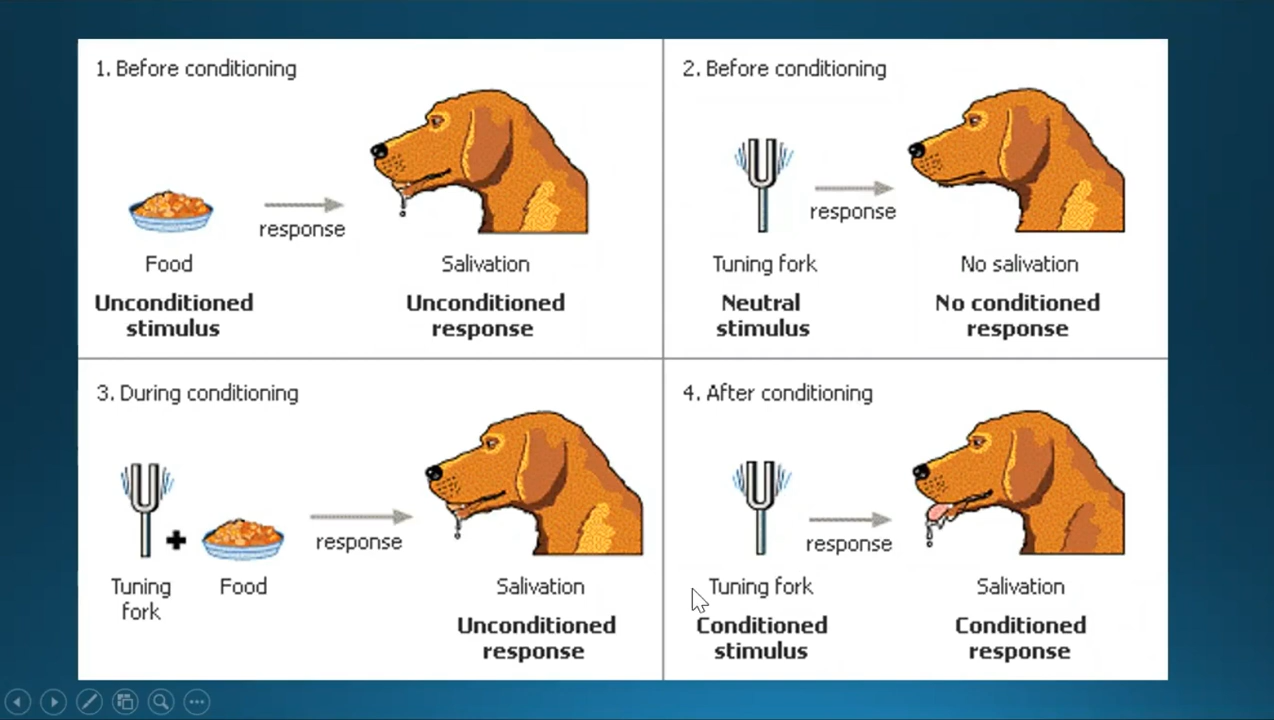 1. Before conditioning
response
Food
Salivation
Unconditioned
stimulus
Unconditioned
response
2. Before conditioning
response
Tuning fork
No salivation
Neutral
stimulus
No conditioned
response
3. During conditioning
response
Tuning
fork
Food
Salivation
Unconditioned
response
4. After conditioning
response
Tuning fork
Salivation
Conditioned
stimulus
Conditioned
response